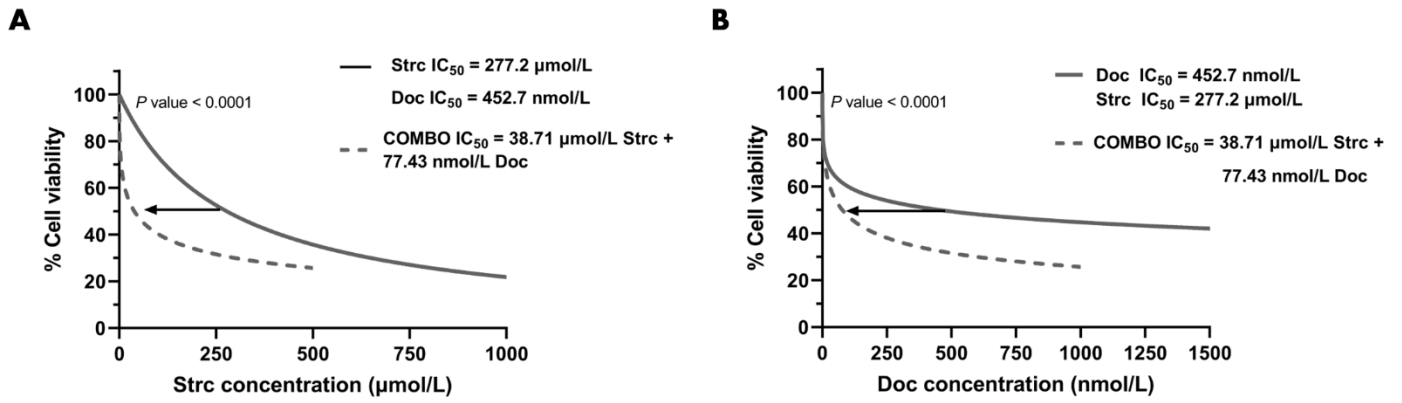 A
Strc IC₅₀ = 277.2 µmol/L
Doc IC₅₀ = 452.7 nmol/L
COMBO IC₅₀ = 38.71 µmol/L Strc +
77.43 nmol/L Doc
P value < 0.0001
% Cell viability
100
80
60
40
20
0
0 250 500 750 1000
Strc concentration (µmol/L)
B
Doc IC₅₀ = 452.7 nmol/L
Strc IC₅₀ = 277.2 µmol/L
COMBO IC₅₀ = 38.71 µmol/L Strc +
77.43 nmol/L Doc
P value < 0.0001
% Cell viability
100
80
60
40
20
0
0 250 500 750 1000 1250 1500
Doc concentration (nmol/L)